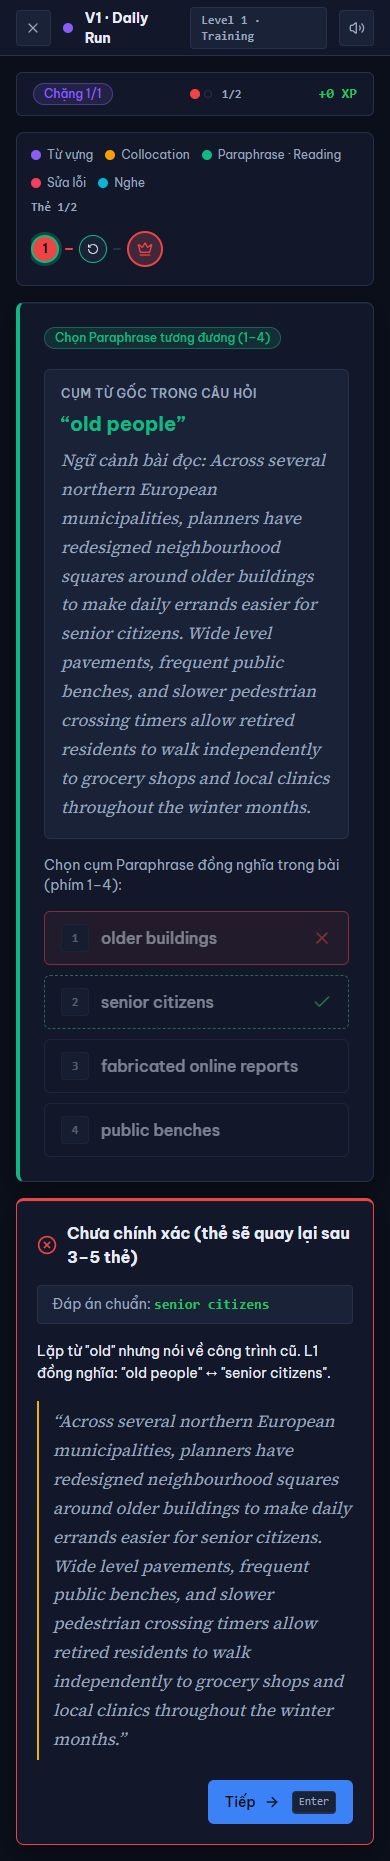 V1 · Daily
Run
Level 1 ·
Training
Chặng 1/1
1/2
+0 XP
Từ vựng
Collocation
Paraphrase · Reading
Sửa lỗi
Nghe
Thẻ 1/2
1
Chọn Paraphrase tương đương (1–4)
CỤM TỪ GỐC TRONG CÂU HỎI
“old people”
Ngữ cảnh bài đọc: Across several
northern European
municipalities, planners have
redesigned neighbourhood
squares around older buildings
to make daily errands easier for
senior citizens. Wide level
pavements, frequent public
benches, and slower pedestrian
crossing timers allow retired
residents to walk independently
to grocery shops and local clinics
throughout the winter months.
Chọn cụm Paraphrase đồng nghĩa trong bài
(phím 1–4):
1 older buildings
2 senior citizens
3 fabricated online reports
4 public benches
Chưa chính xác (thẻ sẽ quay lại sau
3–5 thẻ)
Đáp án chuẩn: senior citizens
Lặp từ "old" nhưng nói về công trình cũ. L1
đồng nghĩa: "old people" ↔ "senior citizens".
“Across several northern European
municipalities, planners have
redesigned neighbourhood squares
around older buildings to make daily
errands easier for senior citizens.
Wide level pavements, frequent
public benches, and slower
pedestrian crossing timers allow
retired residents to walk
independently to grocery shops and
local clinics throughout the winter
months.”
Tiếp → Enter